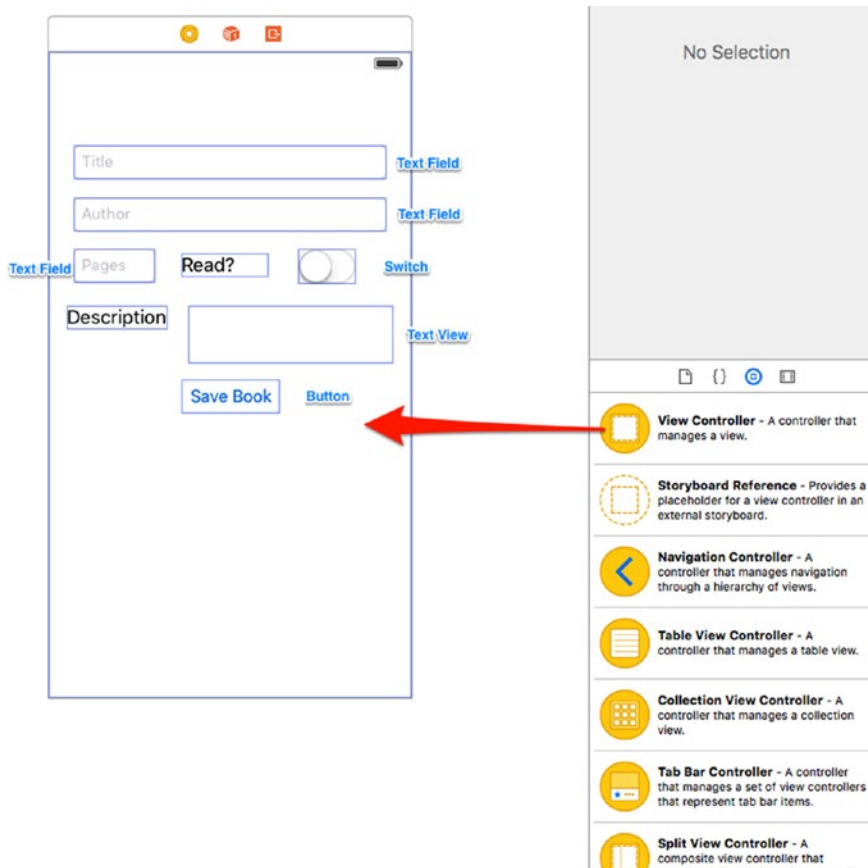 No Selection
Title
Text Field
Author
Text Field
Text Field
Pages
Read?
Switch
Description
Text View
Save Book
Button
{}
View Controller - A controller that
manages a view.
Storyboard Reference - Provides a
placeholder for a view controller in an
external storyboard.
Navigation Controller - A
controller that manages navigation
through a hierarchy of views.
Table View Controller - A
controller that manages a table view.
Collection View Controller - A
controller that manages a collection
view.
Tab Bar Controller - A controller
that manages a set of view controllers
that represent tab bar items.
Split View Controller - A
composite view controller that